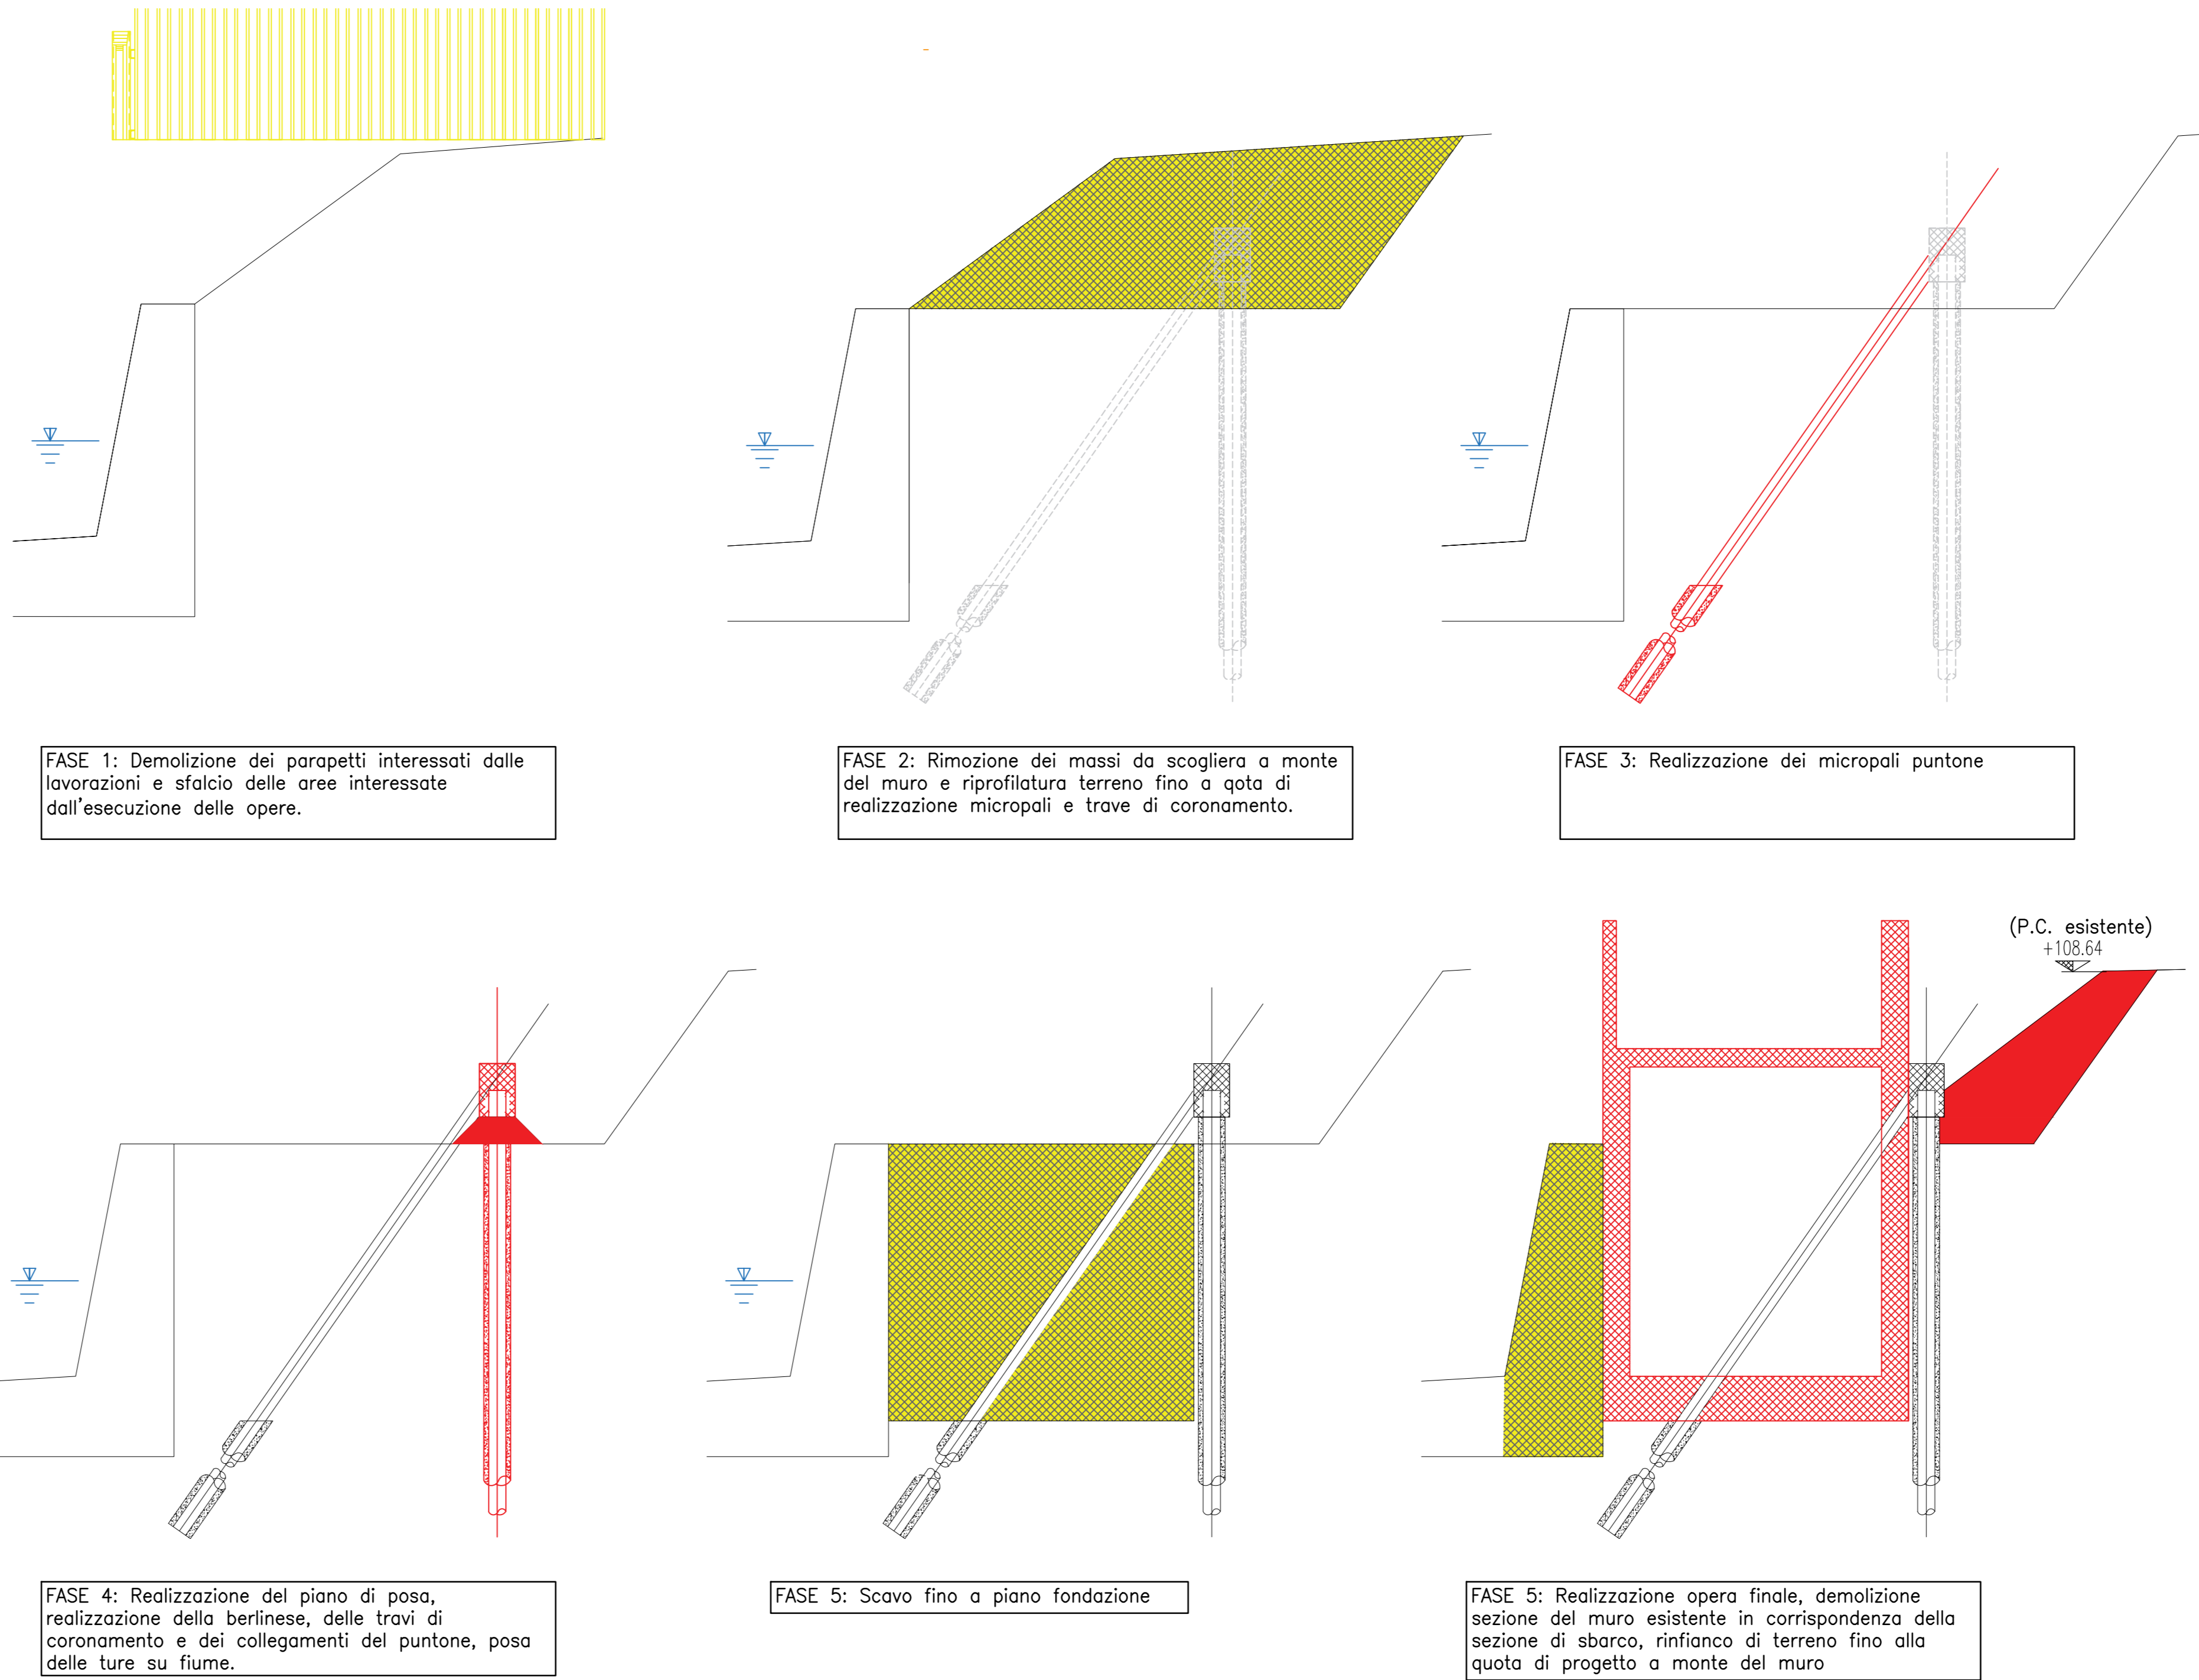 FASE 1: Demolizione dei parapetti interessati dalle
lavorazioni e sfalcio delle aree interessate
dall'esecuzione delle opere.
FASE 2: Rimozione dei massi da scogliera a monte
del muro e riprofilatura terreno fino a qota di
realizzazione micropali e trave di coronamento.
FASE 3: Realizzazione dei micropali puntone
(P.C. esistente)
+108.64
FASE 4: Realizzazione del piano di posa,
realizzazione della berlinese, delle travi di
coronamento e dei collegamenti del puntone, posa
delle ture su fiume.
FASE 5: Scavo fino a piano fondazione
FASE 5: Realizzazione opera finale, demolizione
sezione del muro esistente in corrispondenza della
sezione di sbarco, rinfianco di terreno fino alla
quota di progetto a monte del muro